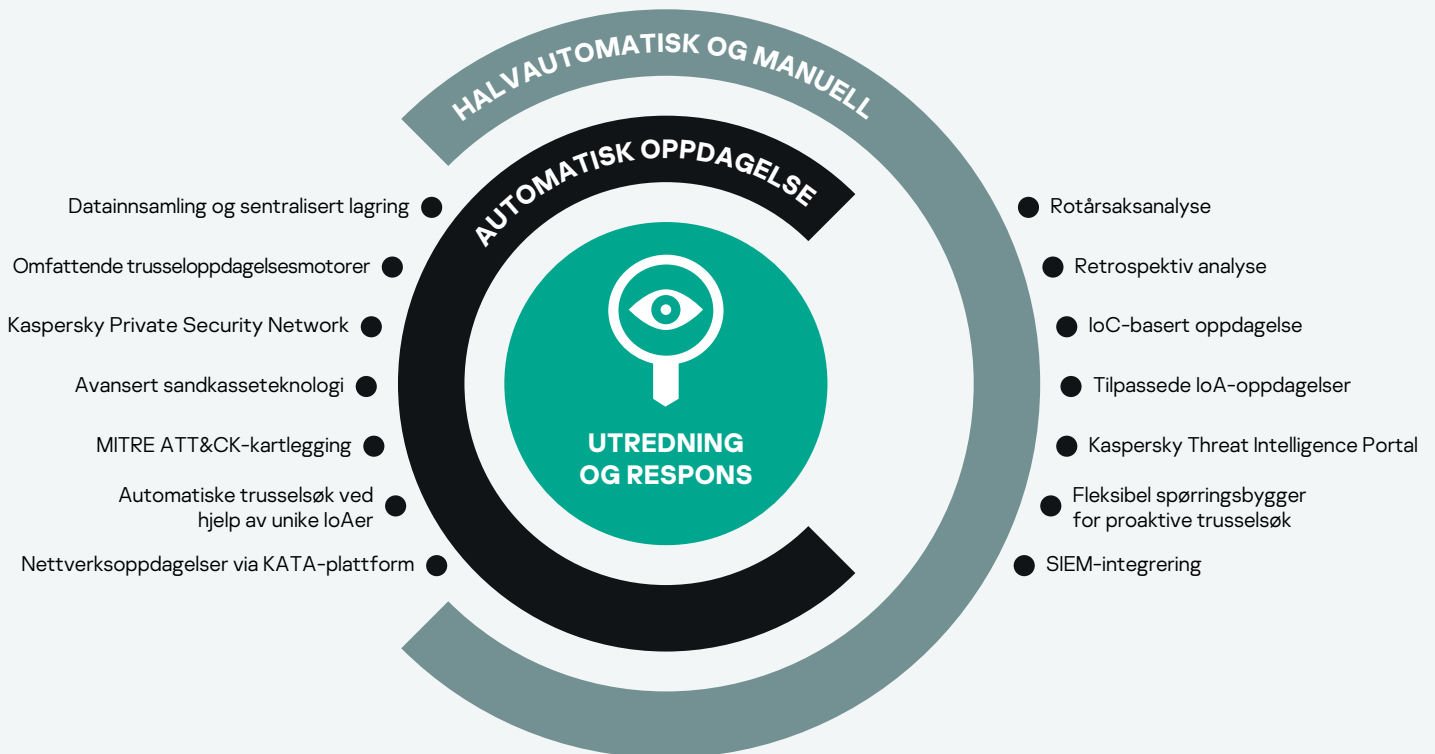 HALVAUTOMATISK OG MANUELL
AUTOMATISK OPPDAGELSE
Datainnsamling og sentralisert lagring
Omfattende trusseloppdagelsesmotorer
Kaspersky Private Security Network
Avansert sandkasseteknologi
MITRE ATT&CK-kartlegging
Automatiske trusselsøk ved
hjelp av unike IoAer
Nettverksoppdagelser via KATA-plattform
UTREDNING
OG RESPONS
Rotårsaksanalyse
Retrospektiv analyse
IoC-basert oppdagelse
Tilpassede IoA-oppdagelser
Kaspersky Threat Intelligence Portal
Fleksibel spørringsbygger
for proaktive trusselsøk
SIEM-integrering